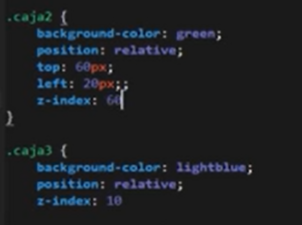 .caja2 {
background-color: green;
position: relative;
top: 60px;
left: 20px;;
z-index: 60
}
.caja3 {
background-color: lightblue;
position: relative;
z-index: 10